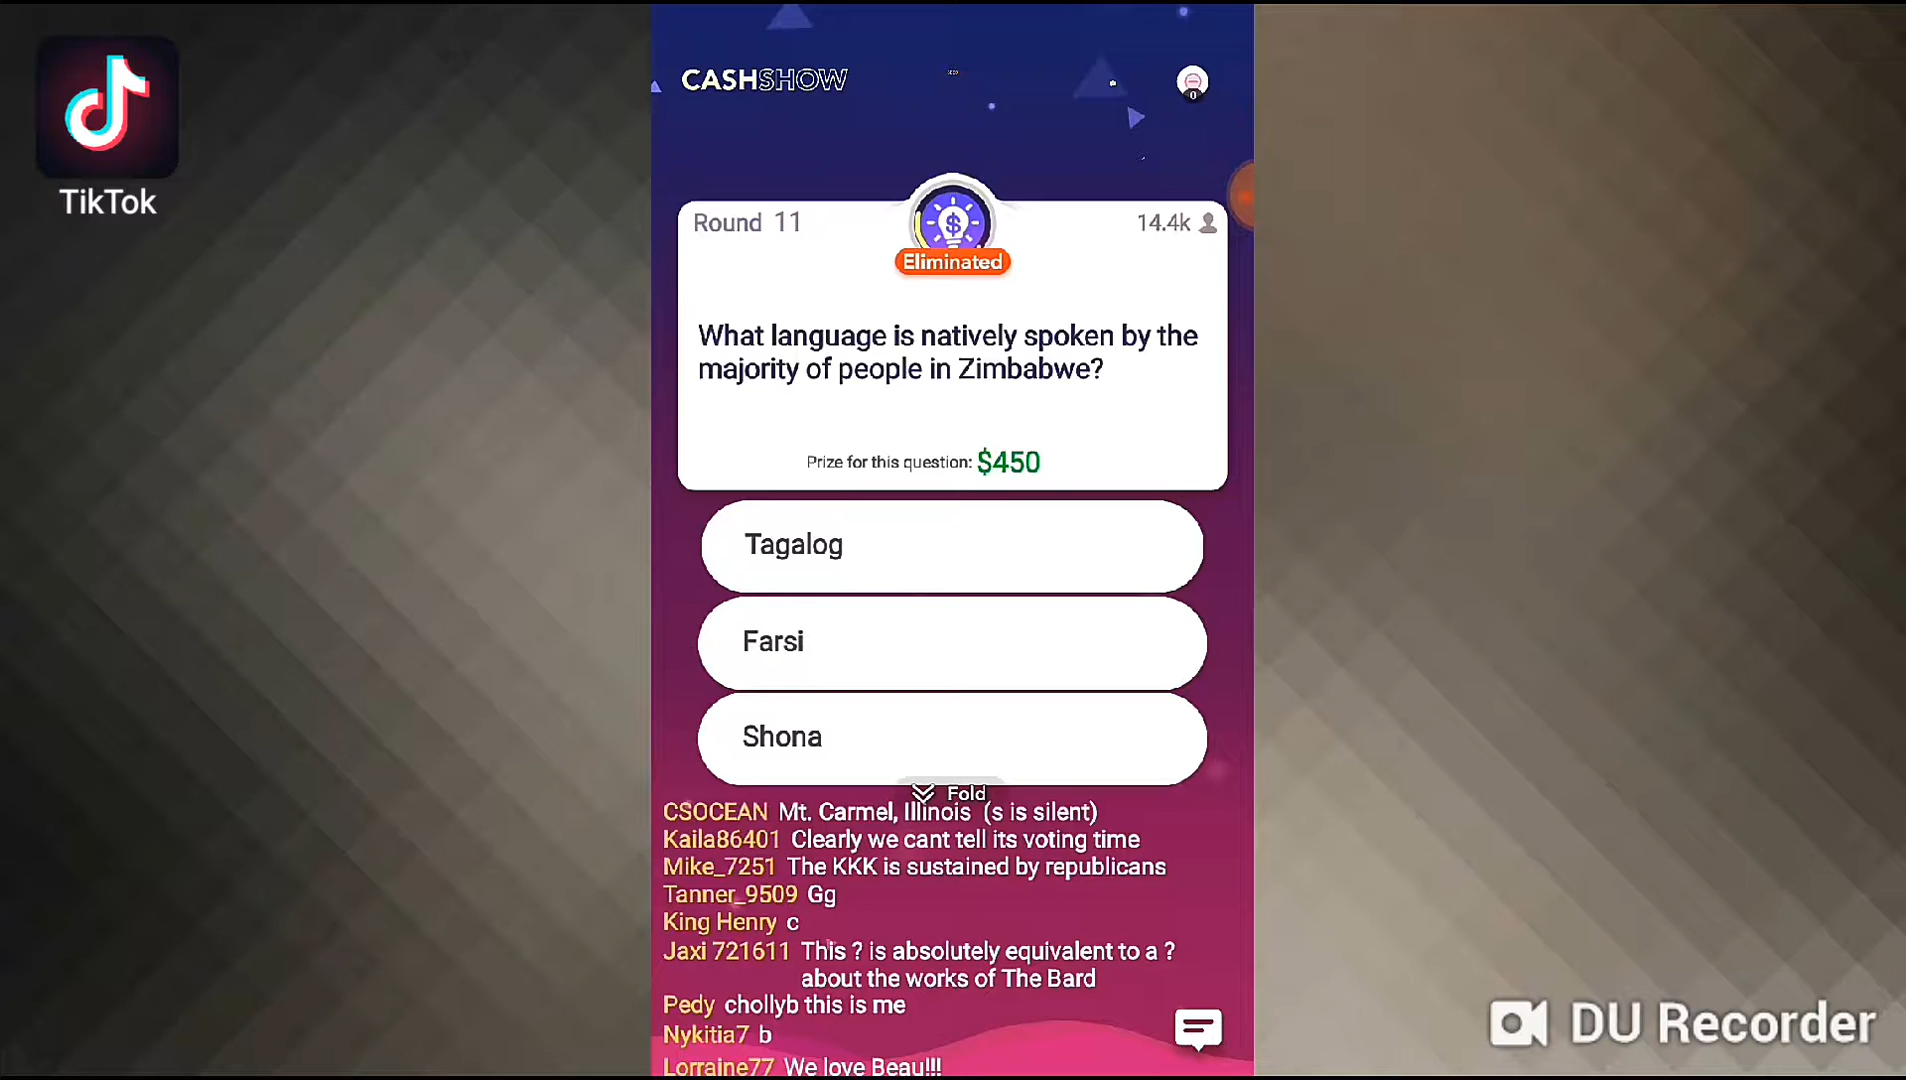 TikTok
CASHSHOW
0
Round 11
14.4k
$
Eliminated
What language is natively spoken by the
majority of people in Zimbabwe?
Prize for this question: $450
Tagalog
Farsi
Shona
Fold
CSOCEAN Mt. Carmel, Illinois (s is silent)
Kaila86401 Clearly we cant tell its voting time
Mike_7251 The KKK is sustained by republicans
Tanner_9509 Gg
King Henry c
Jaxi 721611 This ? is absolutely equivalent to a ?
about the works of The Bard
Pedy chollyb this is me
Nykitia7 b
Lorraine77 We love Beau!!!
DU Recorder